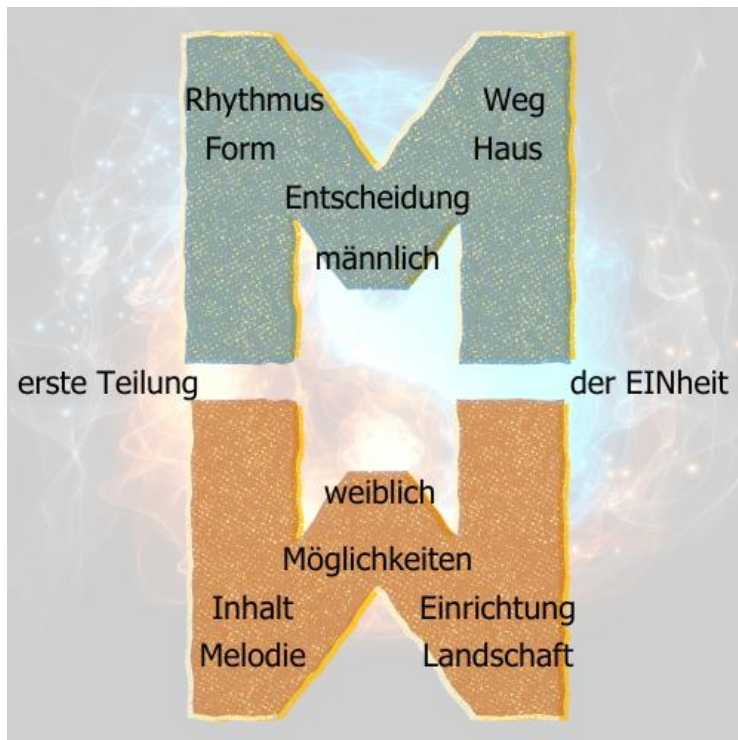 M
Rhythmus Weg
Form Haus
Entscheidung
männlich
erste Teilung der EINheit
weiblich
Möglichkeiten
Inhalt Einrichtung
Melodie Landschaft
W